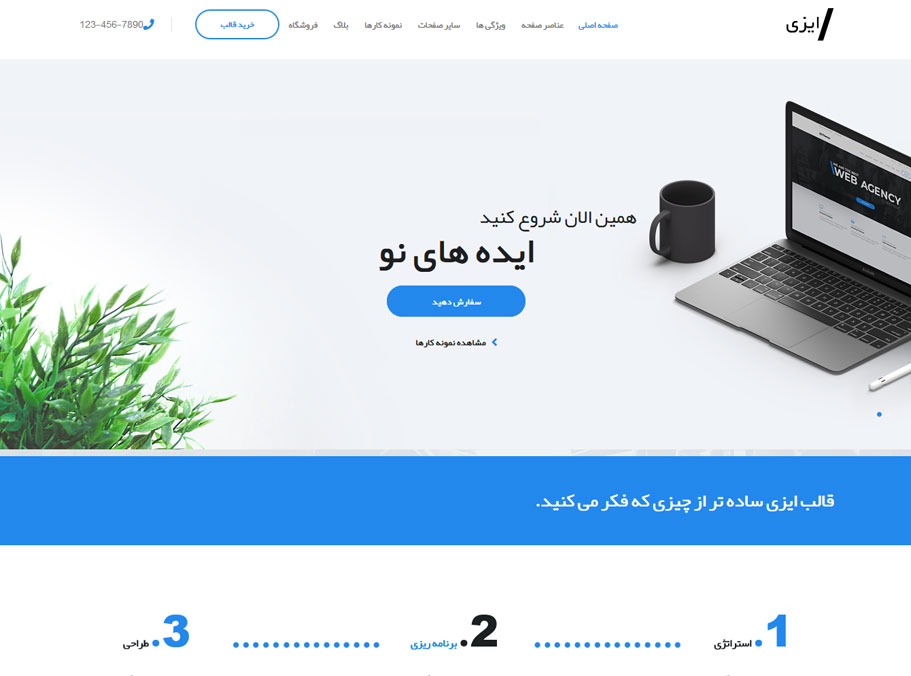 ایزی
صفحه اصلی
عناصر صفحه
ویژگی ها
سایر صفحات
نمونه کارها
بلاگ
فروشگاه
خرید قالب
123-456-7890
WEB AGENCY
همین الان شروع کنید
ایده های نو
سفارش دهید
مشاهده نمونه کارها
قالب ایزی ساده تر از چیزی که فکر می کنید.
1. استراتژی
2. برنامه ریزی
3. طراحی